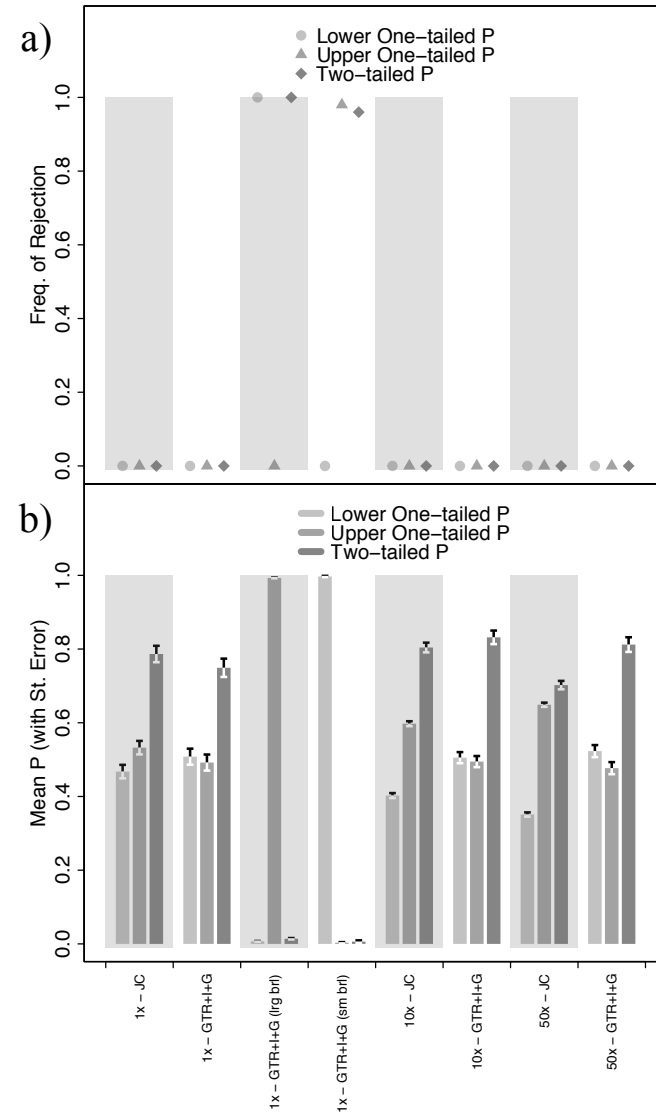 a)
Lower One−tailed P
Upper One−tailed P
Two−tailed P
Freq. of Rejection
1.0
0.8
0.6
0.4
0.2
0.0
b)
Lower One−tailed P
Upper One−tailed P
Two−tailed P
Mean P (with St. Error)
1.0
0.8
0.6
0.4
0.2
0.0
1x − JC
1x − GTR+I+G
1x − GTR+I+G (lrg brl)
1x − GTR+I+G (sm brl)
10x − JC
10x − GTR+I+G
50x − JC
50x − GTR+I+G